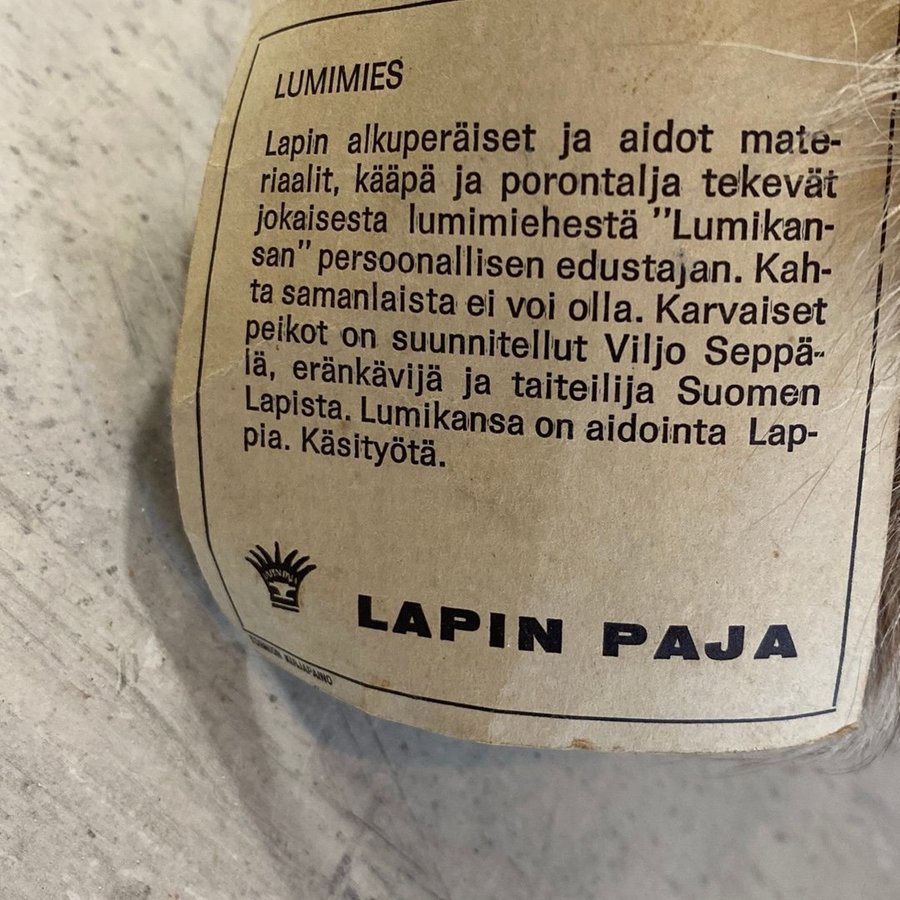 LUMIMIES
Lapin alkuperäiset ja aidot mate-
riaalit, kääpä ja porontalja tekevät
jokaisesta lumimiehestä "Lumikan-
san" persoonallisen edustajan. Kah-
ta samanlaista ei voi olla. Karvaiset
peikot on suunnitellut Viljo Seppä-
lä, eränkävijä ja taiteilija Suomen
Lapista. Lumikansa on aidointa Lap-
pia. Käsityötä.
LAPIN PAJA
KIRJAPAINO